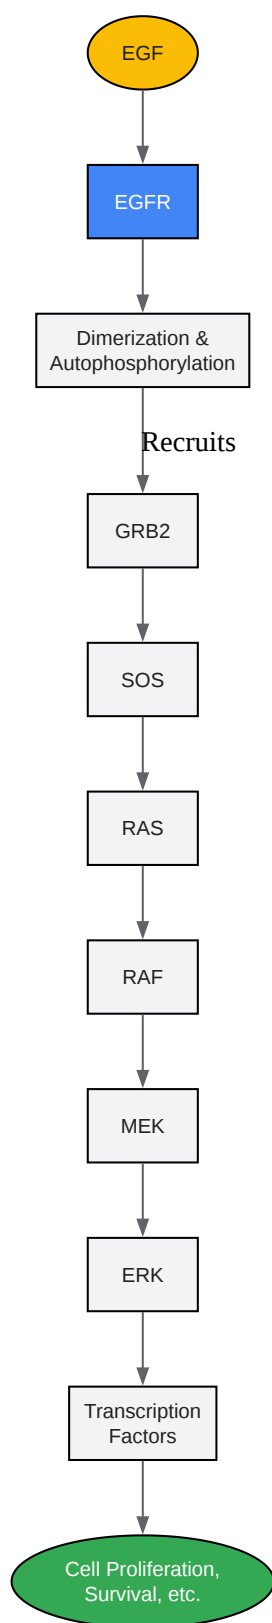 EGF
EGFR
Dimerization &
Autophosphorylation
Recruits
GRB2
SOS
RAS
RAF
MEK
ERK
Transcription
Factors
Cell Proliferation,
Survival, etc.